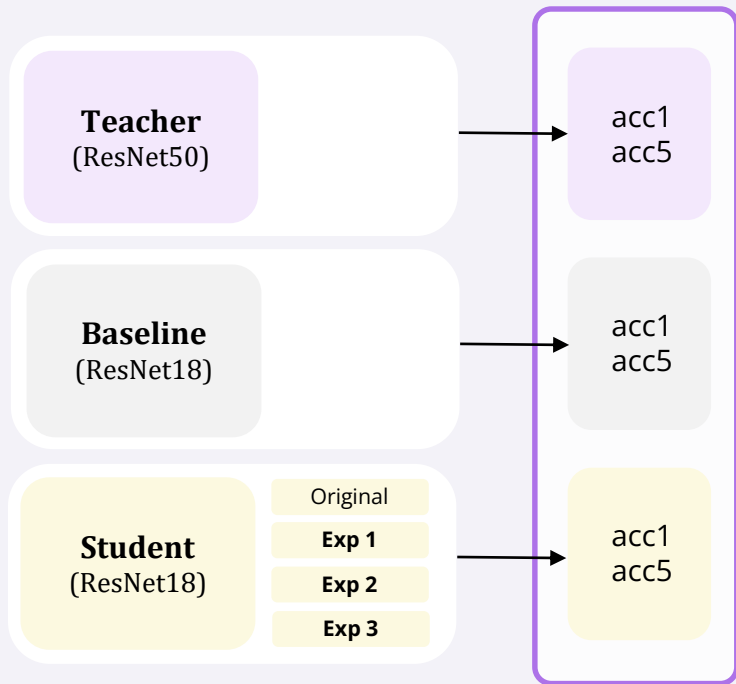 Teacher
(ResNet50)
acc1
acc5
Baseline
(ResNet18)
acc1
acc5
Student
(ResNet18)
Original
Exp 1
Exp 2
Exp 3
acc1
acc5